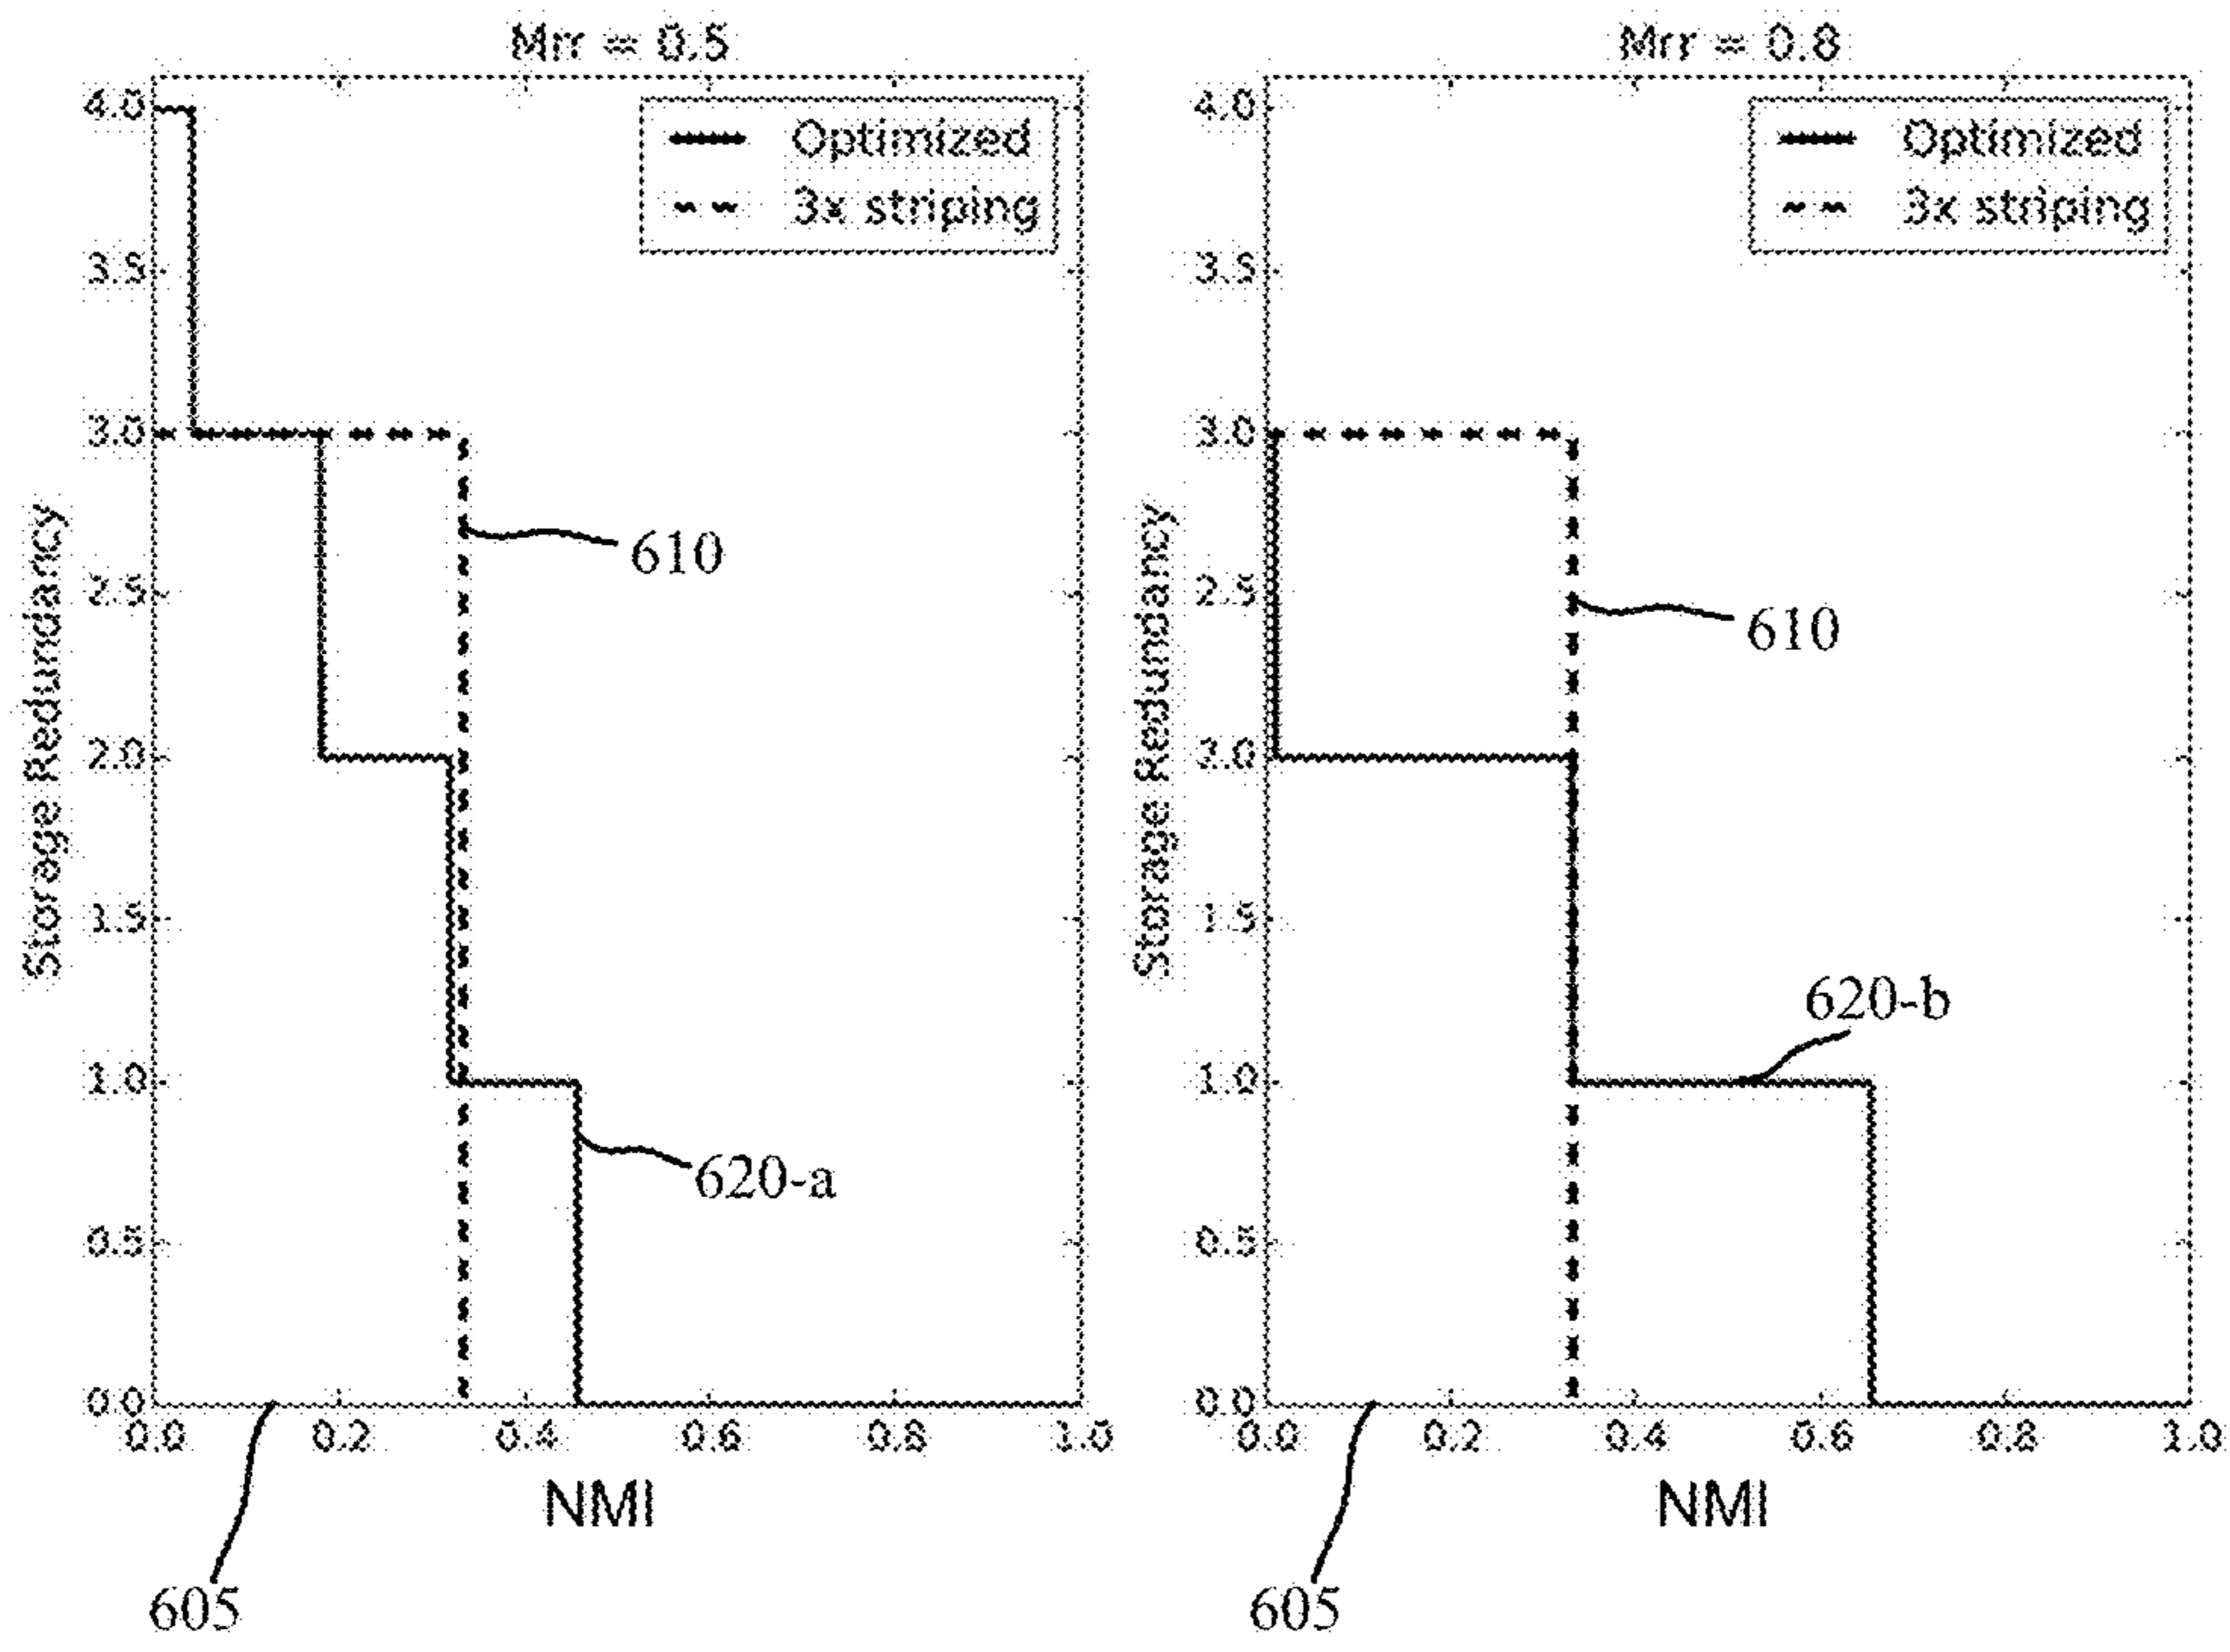 Mrr = 0.5
4.0
3.5
3.0
2.5
2.0
1.5
1.0
0.5
0.0
Storage Redundancy
Optimized
3x striping
610
620-a
0.0 0.2 0.4 0.6 0.8 1.0
NMI
605
Mrr = 0.8
4.0
3.5
3.0
2.5
2.0
1.5
1.0
0.5
0.0
Storage Redundancy
Optimized
3x striping
610
620-b
0.0 0.2 0.4 0.6 0.8 1.0
NMI
605